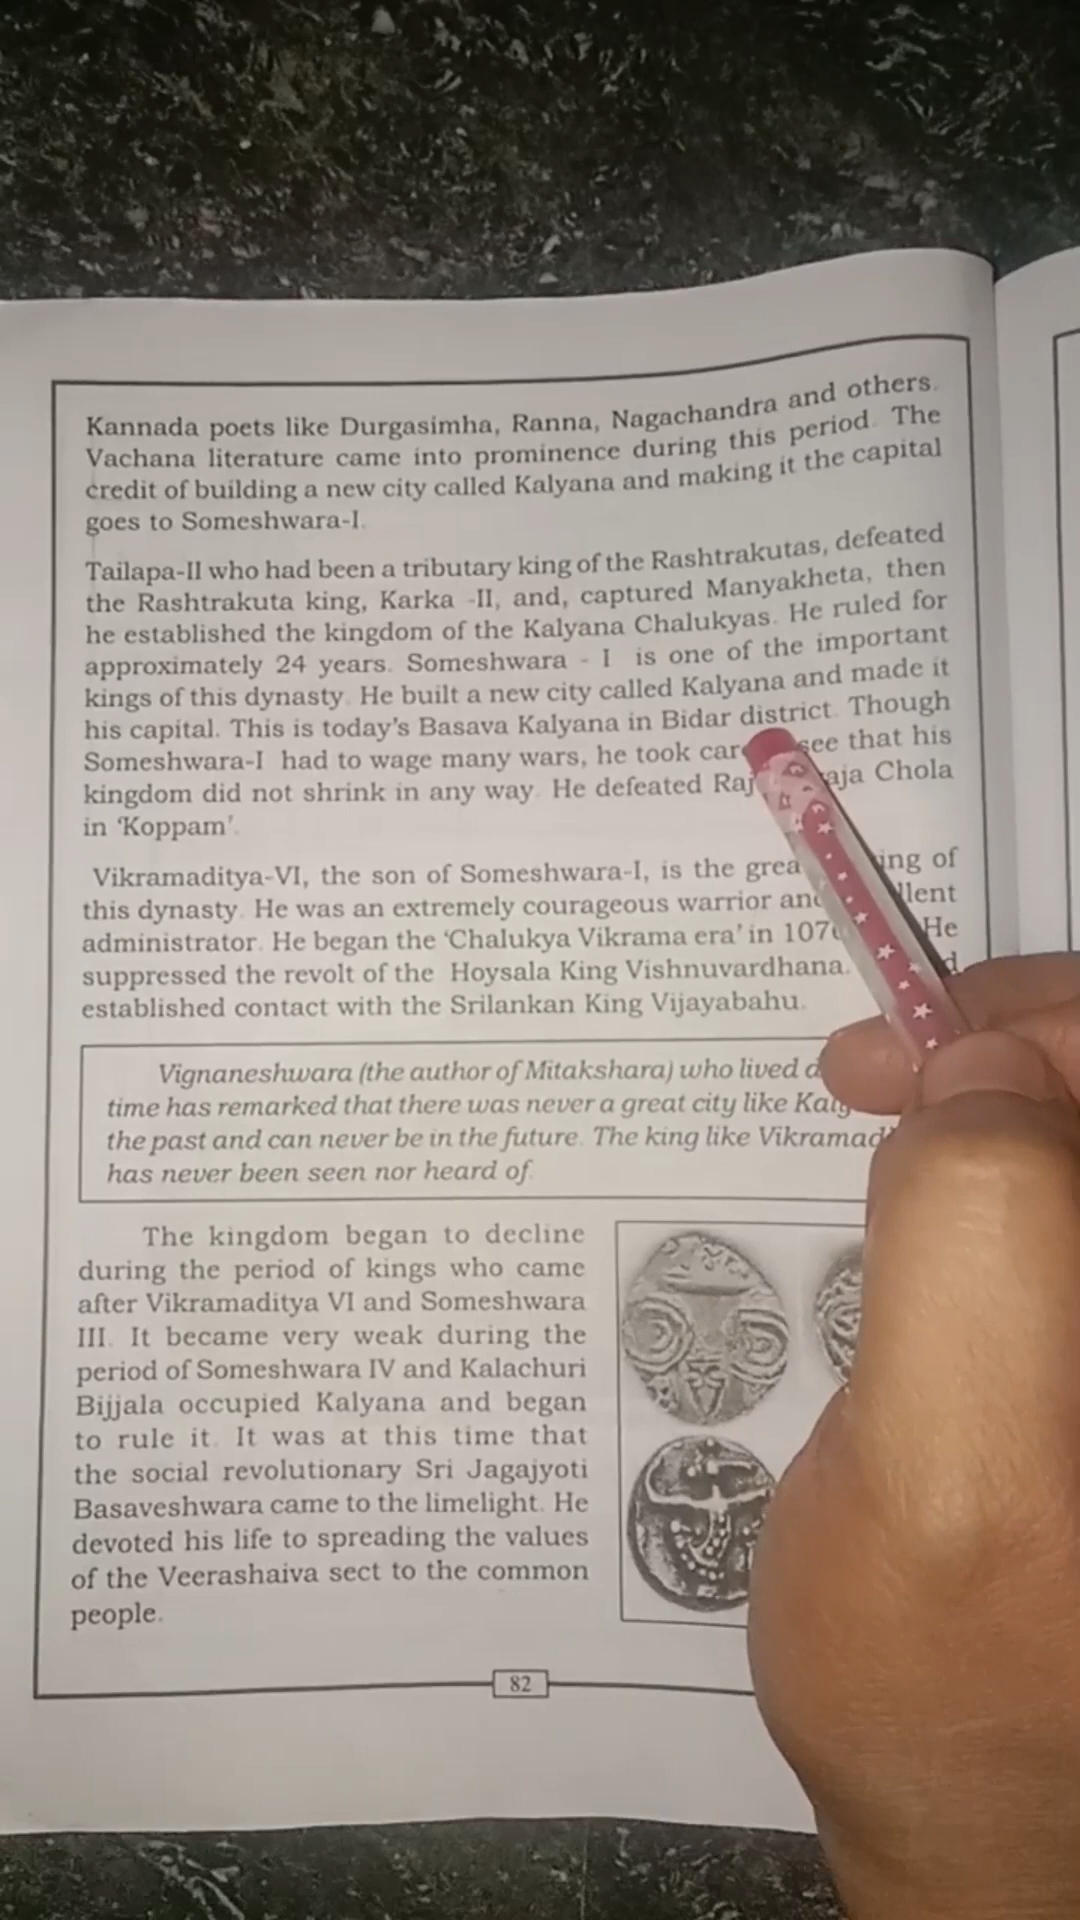 Kannada poets like Durgasimha, Ranna, Nagachandra and others.
Vachana literature came into prominence during this period. The
credit of building a new city called Kalyana and making it the capital
goes to Someshwara-I.
Tailapa-II who had been a tributary king of the Rashtrakutas, defeated
the Rashtrakuta king, Karka -II, and, captured Manyakheta, then
he established the kingdom of the Kalyana Chalukyas. He ruled for
approximately 24 years. Someshwara - I is one of the important
kings of this dynasty. He built a new city called Kalyana and made it
his capital. This is today's Basava Kalyana in Bidar district. Though
Someshwara-I had to wage many wars, he took see that his
kingdom did not shrink in any way. He defeated Chola
in 'Koppam'.
Vikramaditya-VI, the son of Someshwara-I, is the of
this dynasty. He was an extremely courageous warrior
administrator. He began the 'Chalukya Vikrama era' in He
suppressed the revolt of the Hoysala King Vishnuvardhana.
established contact with the Srilankan King Vijayabahu.
Vignaneshwara (the author of Mitakshara) who lived
time has remarked that there was never a great city like
the past and can never be in the future. The king like
has never been seen nor heard of.
The kingdom began to decline
during the period of kings who came
after Vikramaditya VI and Someshwara
III. It became very weak during the
period of Someshwara IV and Kalachuri
Bijjala occupied Kalyana and began
to rule it. It was at this time that
the social revolutionary Sri Jagajyoti
Basaveshwara came to the limelight. He
devoted his life to spreading the values
of the Veerashaiva sect to the common
people.
82